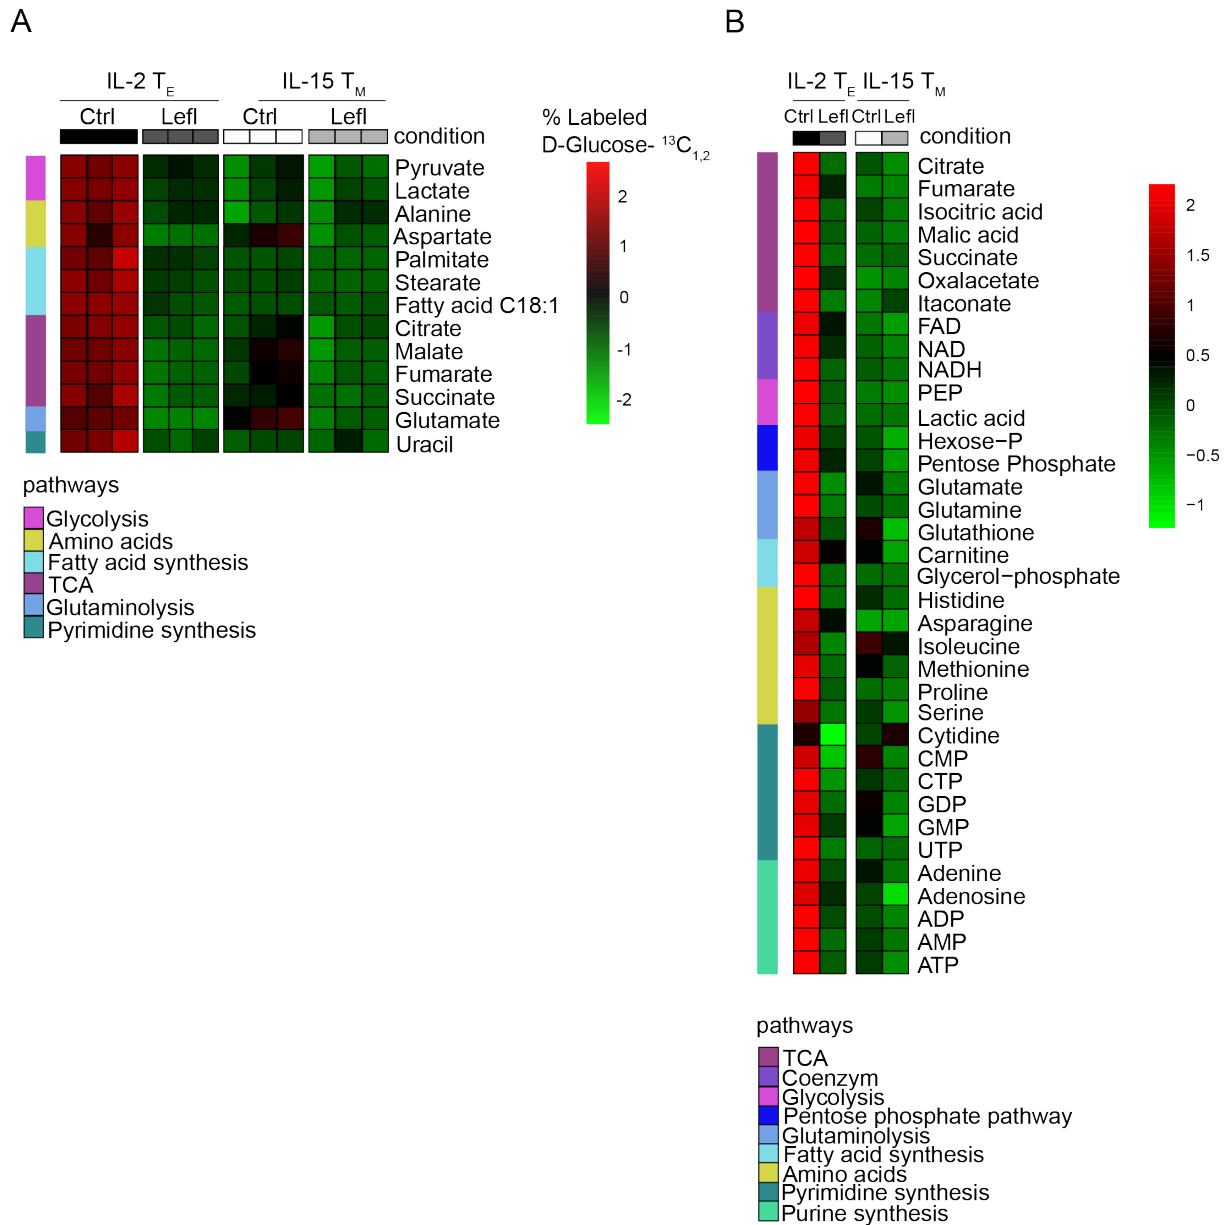 A
IL-2 TE
IL-15 TM
Ctrl
Lefl
Ctrl
Lefl
condition
Pyruvate
Lactate
Alanine
Aspartate
Palmitate
Stearate
Fatty acid C18:1
Citrate
Malate
Fumarate
Succinate
Glutamate
Uracil
% Labeled
D-Glucose- 13C1,2
2
1
0
-1
-2
pathways
Glycolysis
Amino acids
Fatty acid synthesis
TCA
Glutaminolysis
Pyrimidine synthesis
B
IL-2 TE
IL-15 TM
Ctrl
Lefl
Ctrl
Lefl
condition
Citrate
Fumarate
Isocitric acid
Malic acid
Succinate
Oxalacetate
Itaconate
FAD
NAD
NADH
PEP
Lactic acid
Hexose−P
Pentose Phosphate
Glutamate
Glutamine
Glutathione
Carnitine
Glycerol−phosphate
Histidine
Asparagine
Isoleucine
Methionine
Proline
Serine
Cytidine
CMP
CTP
GDP
GMP
UTP
Adenine
Adenosine
ADP
AMP
ATP
2
1.5
1
0.5
0
−0.5
−1
pathways
TCA
Coenzym
Glycolysis
Pentose phosphate pathway
Glutaminolysis
Fatty acid synthesis
Amino acids
Pyrimidine synthesis
Purine synthesis